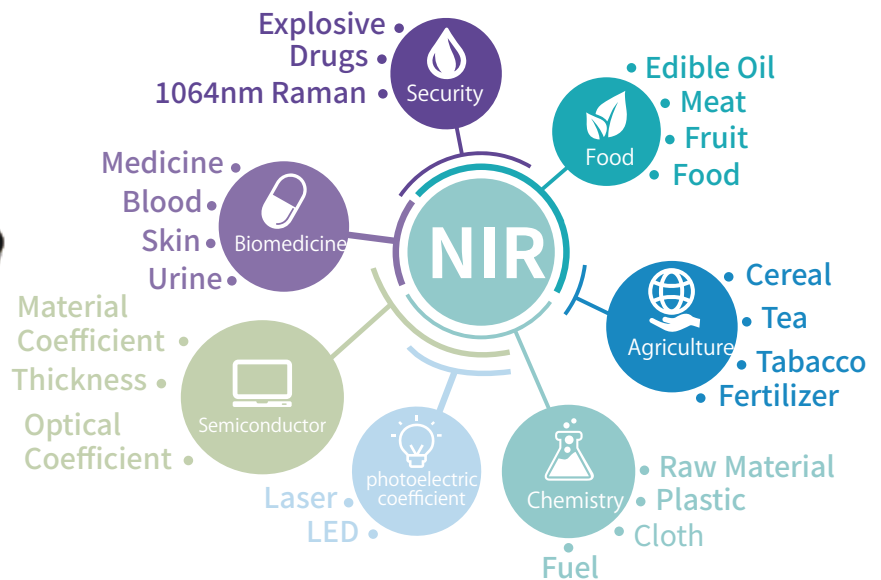 Explosive
Drugs
1064nm Raman
Security
Edible Oil
Meat
Fruit
Food
Food
Medicine
Blood
Skin
Urine
Biomedicine
NIR
Cereal
Tea
Tabacco
Fertilizer
Agriculture
Material
Coefficient
Thickness
Optical
Coefficient
Semiconductor
photoelectric
coefficient
Laser
LED
Chemistry
Raw Material
Plastic
Cloth
Fuel